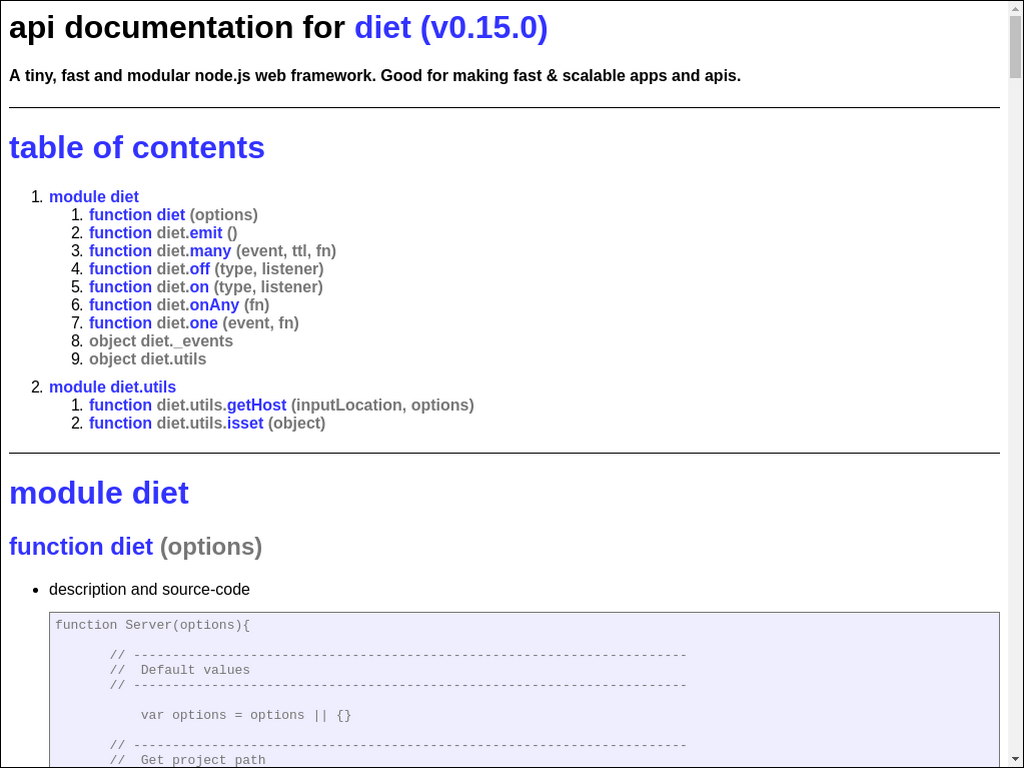 api documentation for diet (v0.15.0)
A tiny, fast and modular node.js web framework. Good for making fast & scalable apps and apis.
table of contents
1. module diet
1. function diet (options)
2. function diet.emit ()
3. function diet.many (event, ttl, fn)
4. function diet.off (type, listener)
5. function diet.on (type, listener)
6. function diet.onAny (fn)
7. function diet.one (event, fn)
8. object diet._events
9. object diet.utils
2. module diet.utils
1. function diet.utils.getHost (inputLocation, options)
2. function diet.utils.isset (object)
module diet
function diet (options)
• description and source-code
function Server(options){
// -----------------------------------------------------------------------
//  Default values
// -----------------------------------------------------------------------
var options = options || {}
// -----------------------------------------------------------------------
//  Get project path